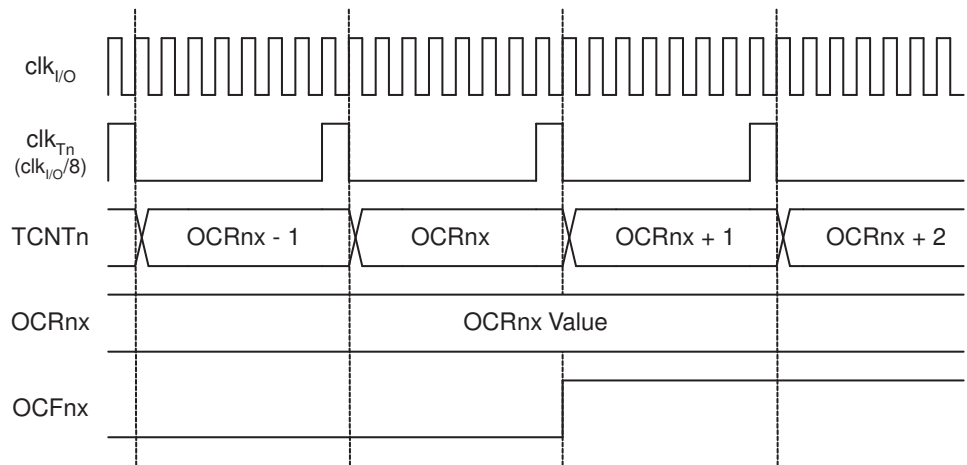 clkI/O
clkTn
(clkI/O/8)
TCNTn OCRnx - 1 OCRnx OCRnx + 1 OCRnx + 2
OCRnx OCRnx Value
OCFnx